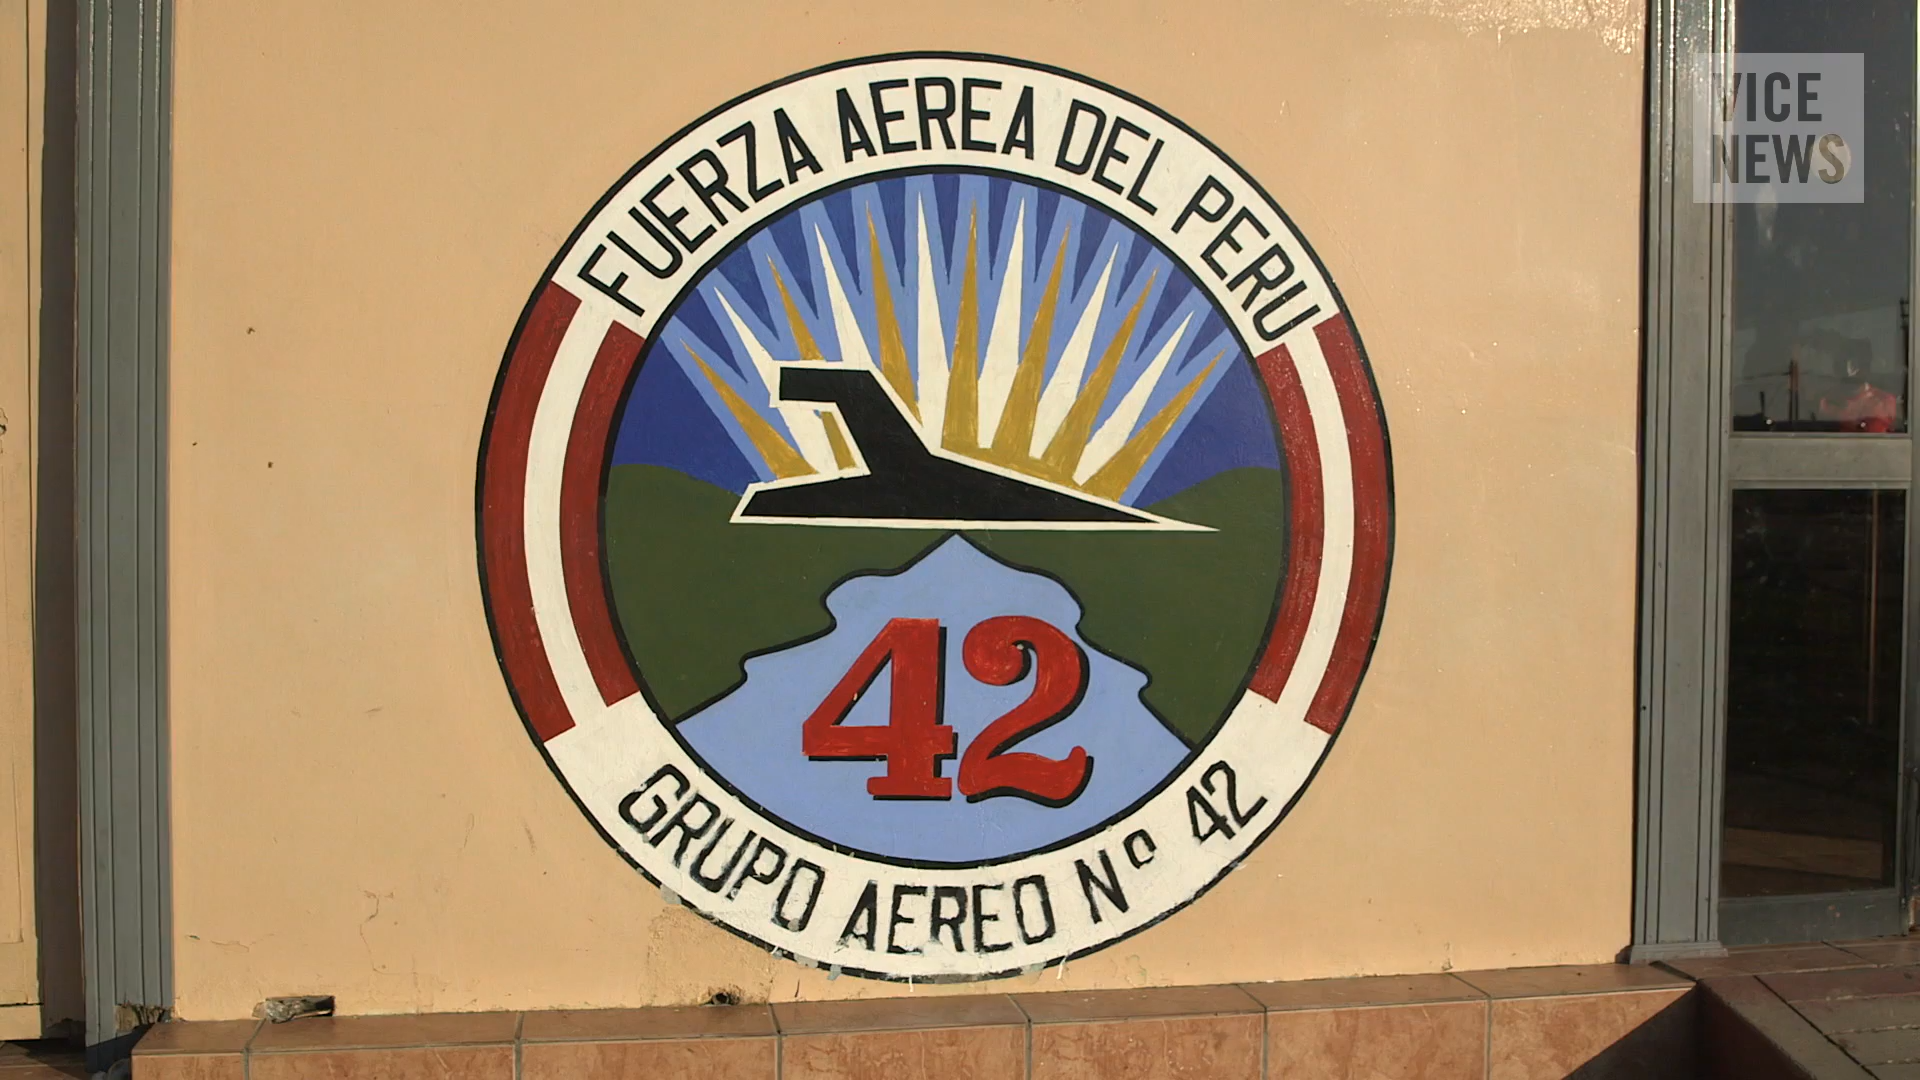 FUERZA AEREA DEL PERU
42
GRUPO AEREO Nº 42
VICE
NEWS